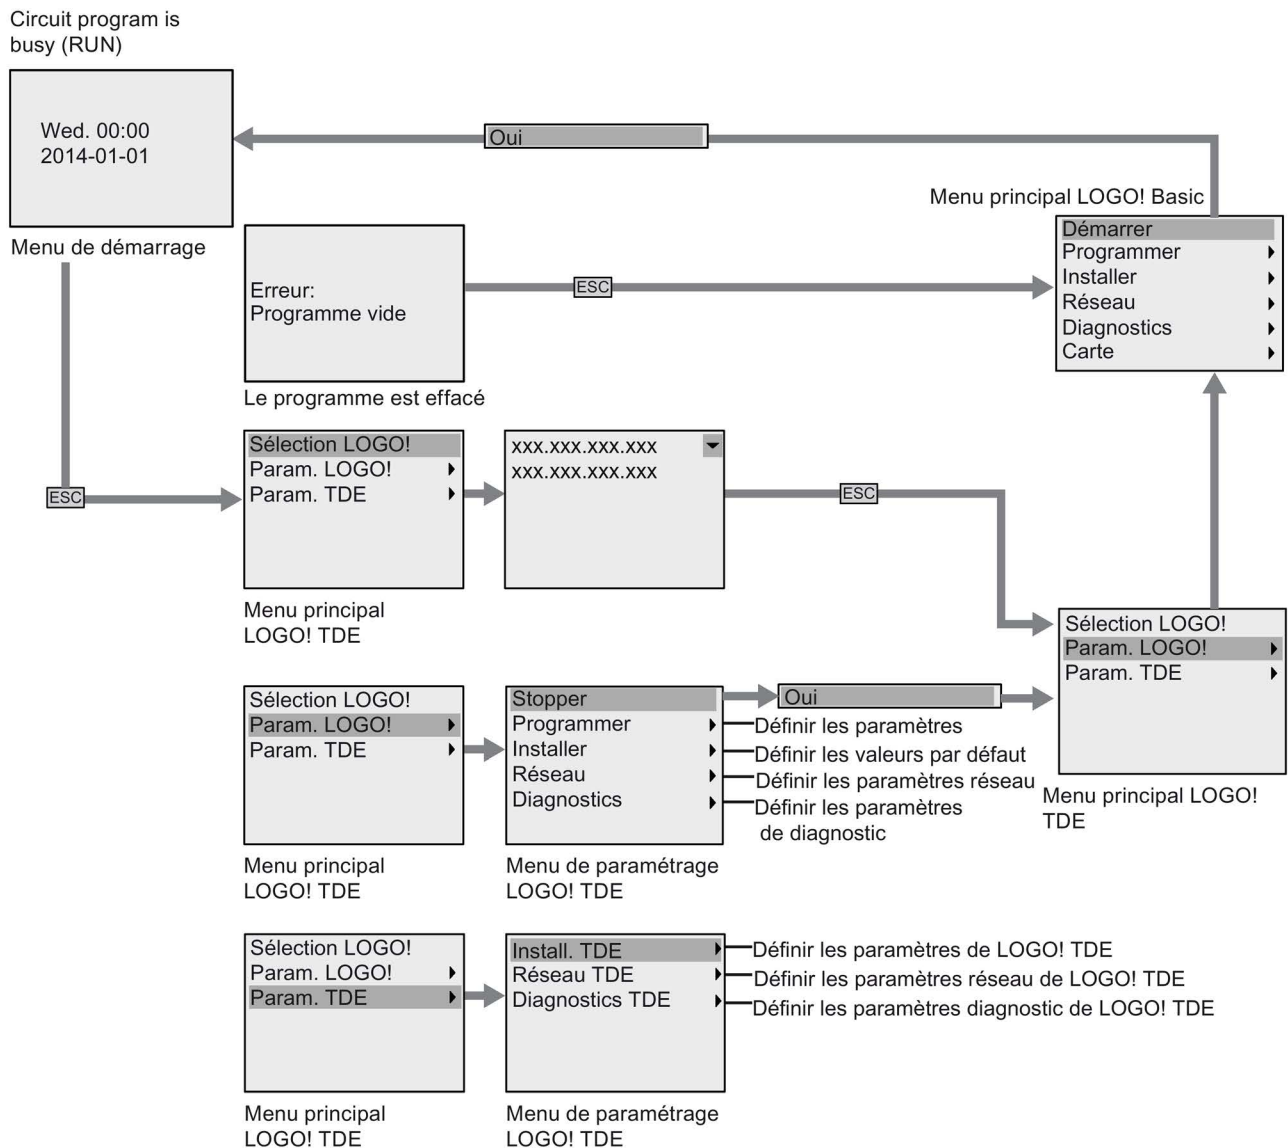 Circuit program is
busy (RUN)
Wed. 00:00
2014-01-01
Menu de démarrage
Oui
Menu principal LOGO! Basic
Démarrer
Programmer
Installer
Réseau
Diagnostics
Carte
Erreur:
Programme vide
ESC
Le programme est effacé
ESC
Sélection LOGO!
Param. LOGO!
Param. TDE
Menu principal
LOGO! TDE
xxx.xxx.xxx.xxx
xxx.xxx.xxx.xxx
ESC
Sélection LOGO!
Param. LOGO!
Param. TDE
Menu principal LOGO!
TDE
Sélection LOGO!
Param. LOGO!
Param. TDE
Menu principal
LOGO! TDE
Stopper
Programmer
Installer
Réseau
Diagnostics
Menu de paramétrage
LOGO! TDE
Oui
Définir les paramètres
Définir les valeurs par défaut
Définir les paramètres réseau
Définir les paramètres
de diagnostic
Sélection LOGO!
Param. LOGO!
Param. TDE
Menu principal
LOGO! TDE
Install. TDE
Réseau TDE
Diagnostics TDE
Menu de paramétrage
LOGO! TDE
Définir les paramètres de LOGO! TDE
Définir les paramètres réseau de LOGO! TDE
Définir les paramètres diagnostic de LOGO! TDE